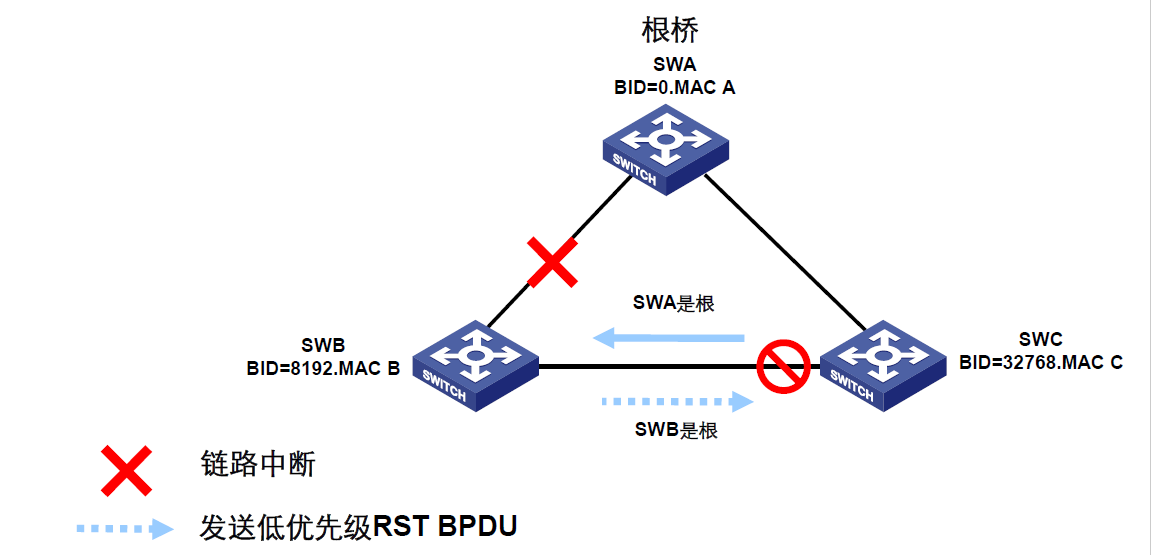 根桥
SWA
BID=0.MAC A
SWITCH
SWA是根
SWB
BID=8192.MAC B
SWITCH
SWITCH
SWC
BID=32768.MAC C
SWB是根
链路中断
发送低优先级RST BPDU